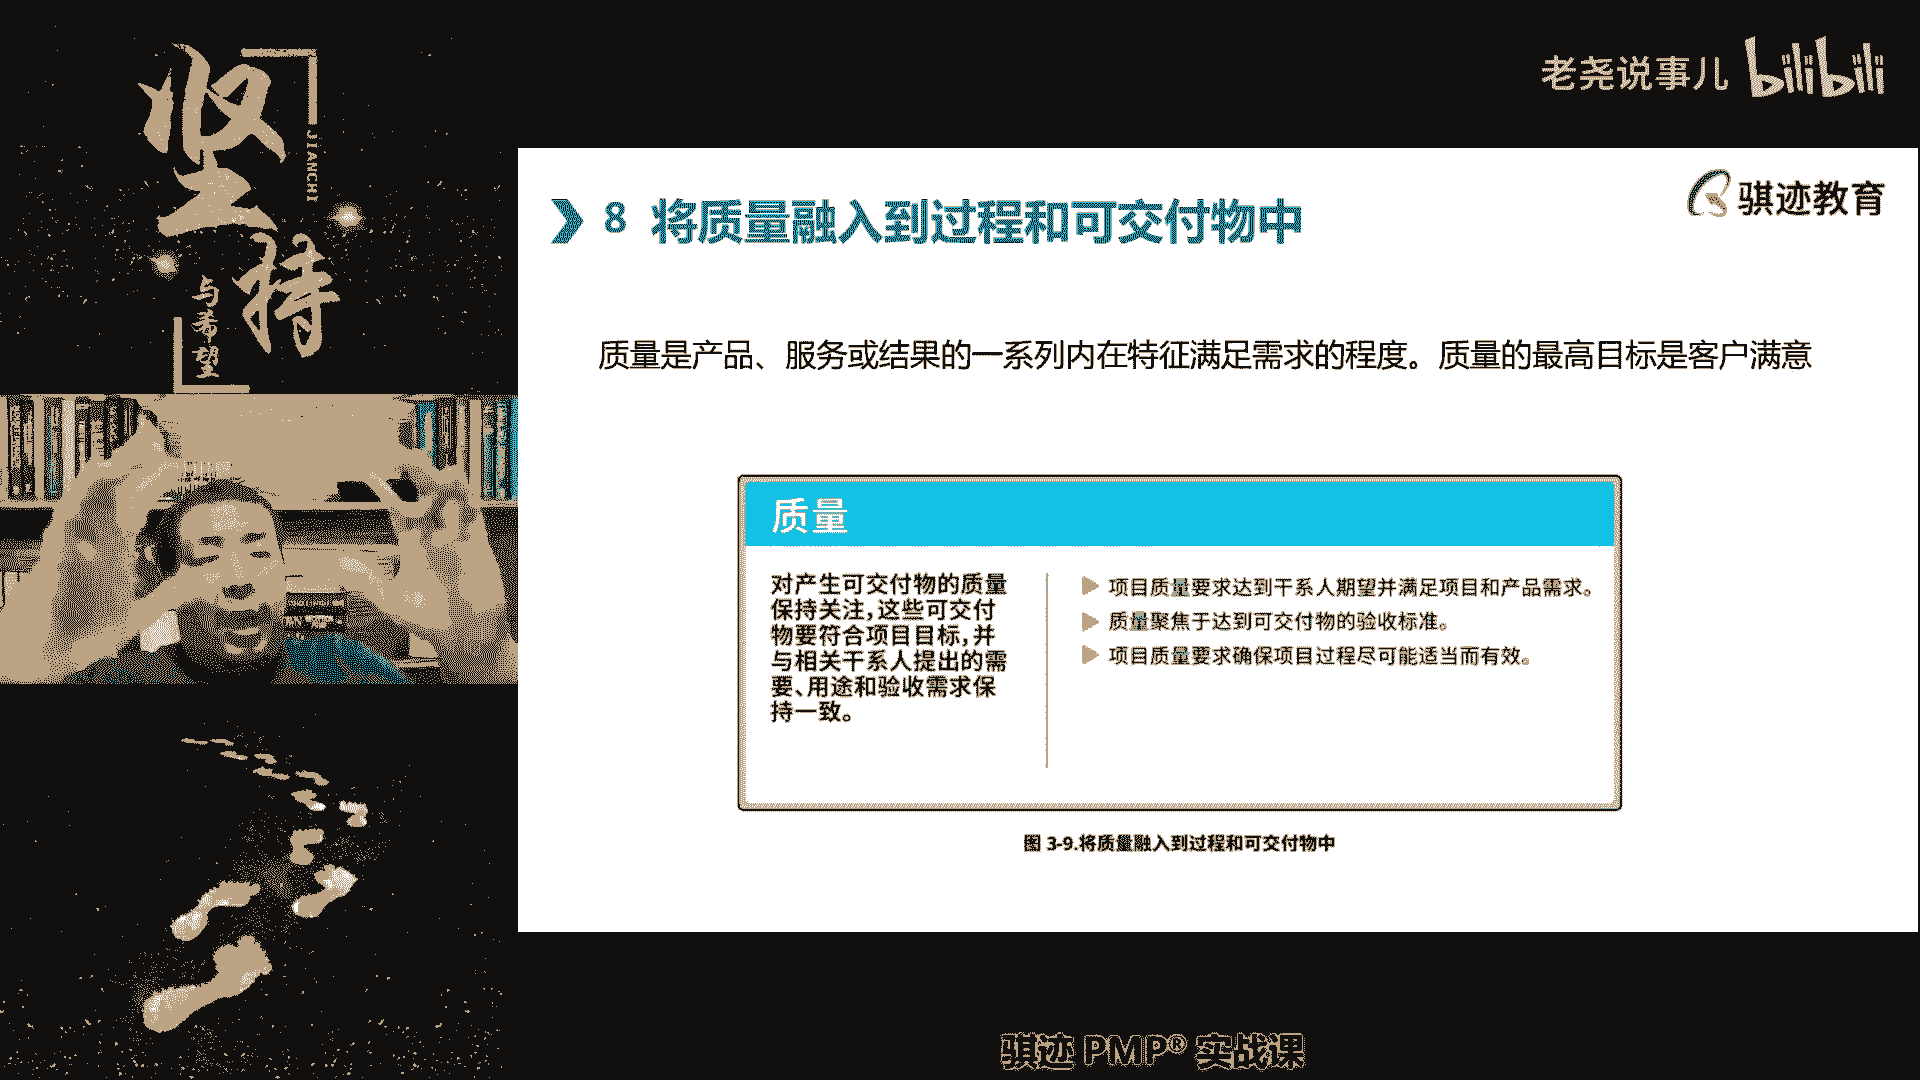 坚持
JIANCHI
与希望
老尧说事儿 bilibili
骐迹教育
8 将质量融入到过程和可交付物中
质量是产品、服务或结果的一系列内在特征满足需求的程度。质量的最高目标是客户满意
质量
对产生可交付物的质量
保持关注，这些可交付
物要符合项目目标，并
与相关干系人提出的需
要、用途和验收需求保
持一致。
项目质量要求达到干系人期望并满足项目和产品需求。
质量聚焦于达到可交付物的验收标准。
项目质量要求确保项目过程尽可能适当而有效。
图 3-9.将质量融入到过程和可交付物中
骐迹 PMP® 实战课